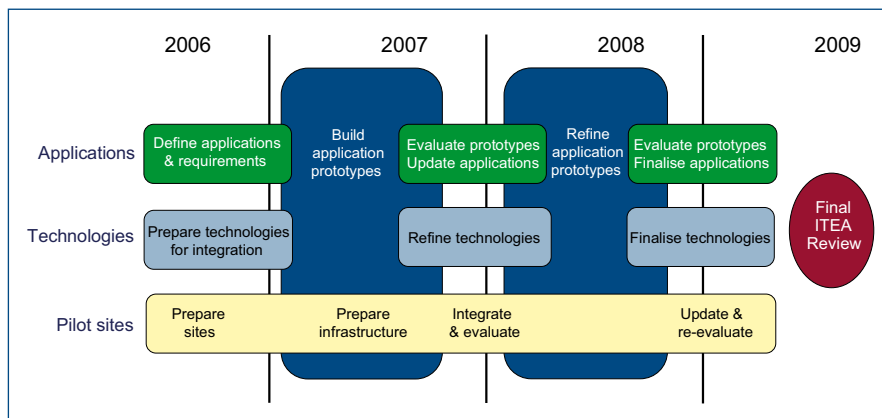 2006 2007 2008 2009
Applications
Define applications
& requirements
Build
application
prototypes
Evaluate prototypes
Update applications
Refine
application
prototypes
Evaluate prototypes
Finalise applications
Technologies
Prepare technologies
for integration
Refine technologies
Finalise technologies
Final
ITEA
Review
Pilot sites
Prepare
sites
Prepare
infrastructure
Integrate
& evaluate
Update &
re-evaluate